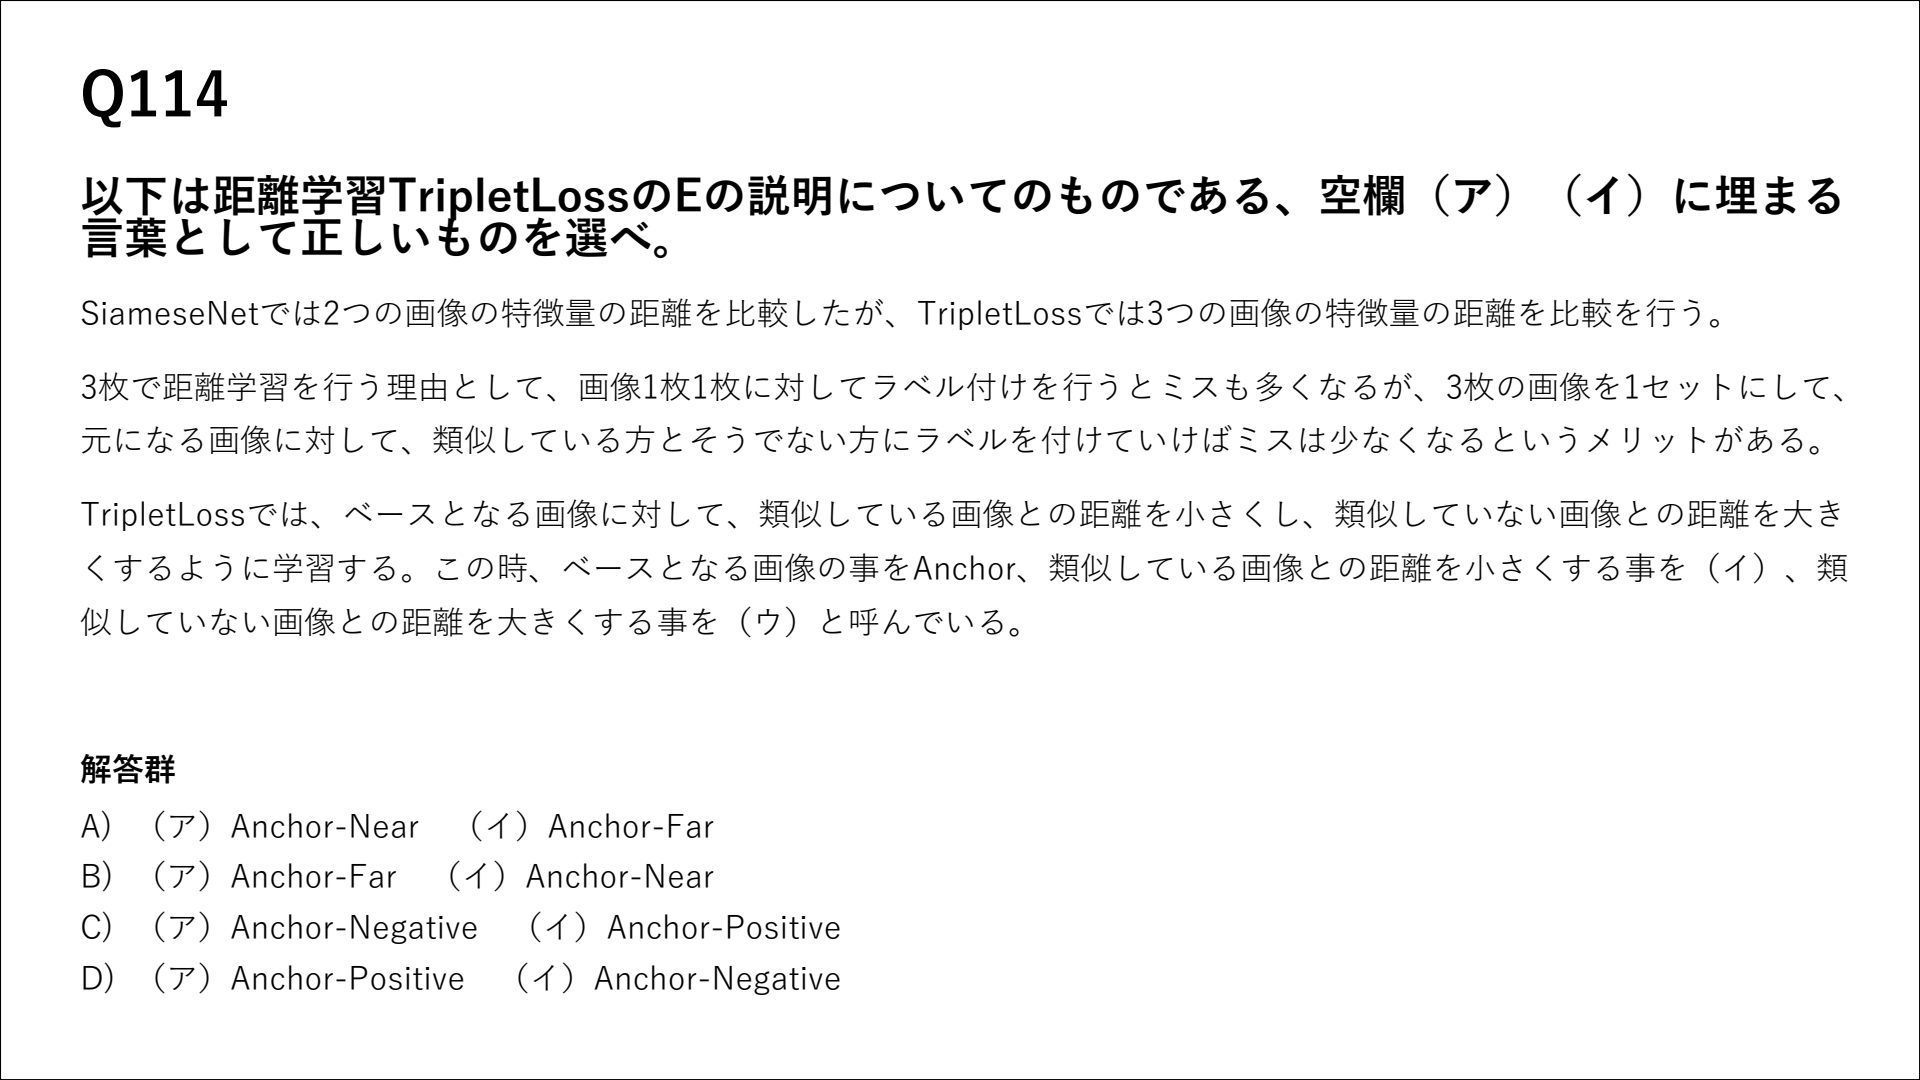 Q114
以下は距離学習TripletLossのEの説明についてのものである、空欄（ア）（イ）に埋まる
言葉として正しいものを選べ。
SiameseNetでは2つの画像の特徴量の距離を比較したが、TripletLossでは3つの画像の特徴量の距離を比較を行う。
3枚で距離学習を行う理由として、画像1枚1枚に対してラベル付けを行うとミスも多くなるが、3枚の画像を1セットにして、
元になる画像に対して、類似している方とそうでない方にラベルを付けていけばミスは少なくなるというメリットがある。
TripletLossでは、ベースとなる画像に対して、類似している画像との距離を小さくし、類似していない画像との距離を大き
くするように学習する。この時、ベースとなる画像の事をAnchor、類似している画像との距離を小さくする事を（イ）、類
似していない画像との距離を大きくする事を（ウ）と呼んでいる。
解答群
A) （ア）Anchor-Near （イ）Anchor-Far
B) （ア）Anchor-Far （イ）Anchor-Near
C) （ア）Anchor-Negative （イ）Anchor-Positive
D) （ア）Anchor-Positive （イ）Anchor-Negative